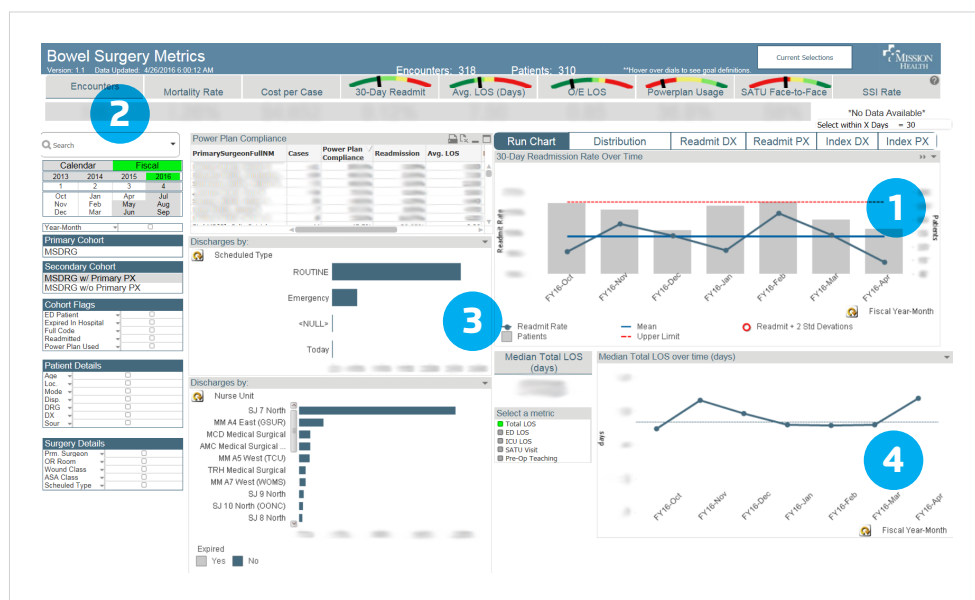 Bowel Surgery Metrics
Version: 1.1 Data Updated: 4/26/2016 6:00:12 AM
Encounters: 318 Patients: 310 **Hover over dials to see goal definitions.
Current Selections
MISSION HEALTH
Encounters Mortality Rate Cost per Case 30-Day Readmit Avg. LOS (Days) O/E LOS Powerplan Usage SATU Face-to-Face SSI Rate
2
*No Data Available*
Select within X Days = 30
Search
Calendar Fiscal
2013 2014 2015 2016
1 2 3 4
Oct Jan Apr Jul
Nov Feb May Aug
Dec Mar Jun Sep
Year-Month
Primary Cohort
MSDRG
Secondary Cohort
MSDRG w/ Primary PX
MSDRG w/o Primary PX
Cohort Flags
ED Patient
Expired In Hospital
Full Code
Readmitted
Power Plan Used
Patient Details
Age
Loc.
Mode
Disp.
DRG
DX
Sour
Surgery Details
Prm. Surgeon
OR Room
Wound Class
ASA Class
Scheuled Type
Power Plan Compliance
PrimarySurgeonFullNM Cases Power Plan Compliance Readmission Avg. LOS
Discharges by:
Scheduled Type
ROUTINE
Emergency
<NULL>
Today
3
Discharges by:
Nurse Unit
SJ 7 North
MM A4 East (GSUR)
MCD Medical Surgical
AMC Medical Surgical ...
MM A5 West (TCU)
TRH Medical Surgical
MM A7 West (WOMS)
SJ 9 North
SJ 10 North (OONC)
SJ 8 North
Expired
Yes No
Run Chart Distribution Readmit DX Readmit PX Index DX Index PX
30-Day Readmission Rate Over Time
1
Readmit Rate
Patients
FY16-Oct FY16-Nov FY16-Dec FY16-Jan FY16-Feb FY16-Mar FY16-Apr
Fiscal Year-Month
Readmit Rate Mean Readmit + 2 Std Devations
Patients Upper Limit
Median Total LOS
(days)
Select a metric
Total LOS
ED LOS
ICU LOS
SATU Visit
Pre-Op Teaching
Median Total LOS over time (days)
days
4
FY16-Oct FY16-Nov FY16-Dec FY16-Jan FY16-Feb FY16-Mar FY16-Apr
Fiscal Year-Month